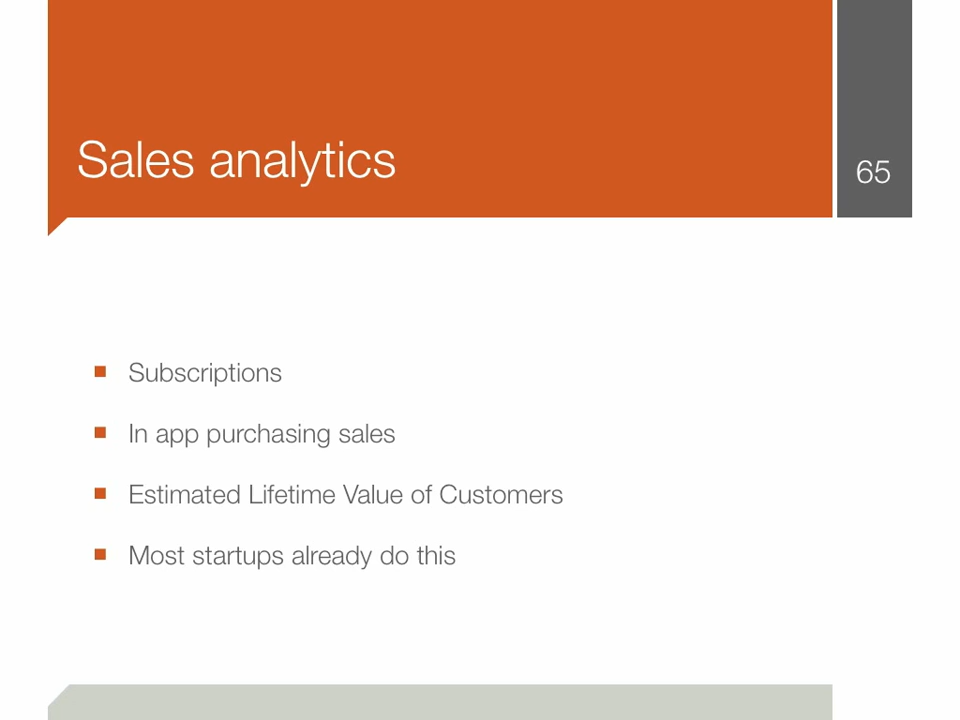 Sales analytics
65
Subscriptions
In app purchasing sales
Estimated Lifetime Value of Customers
Most startups already do this